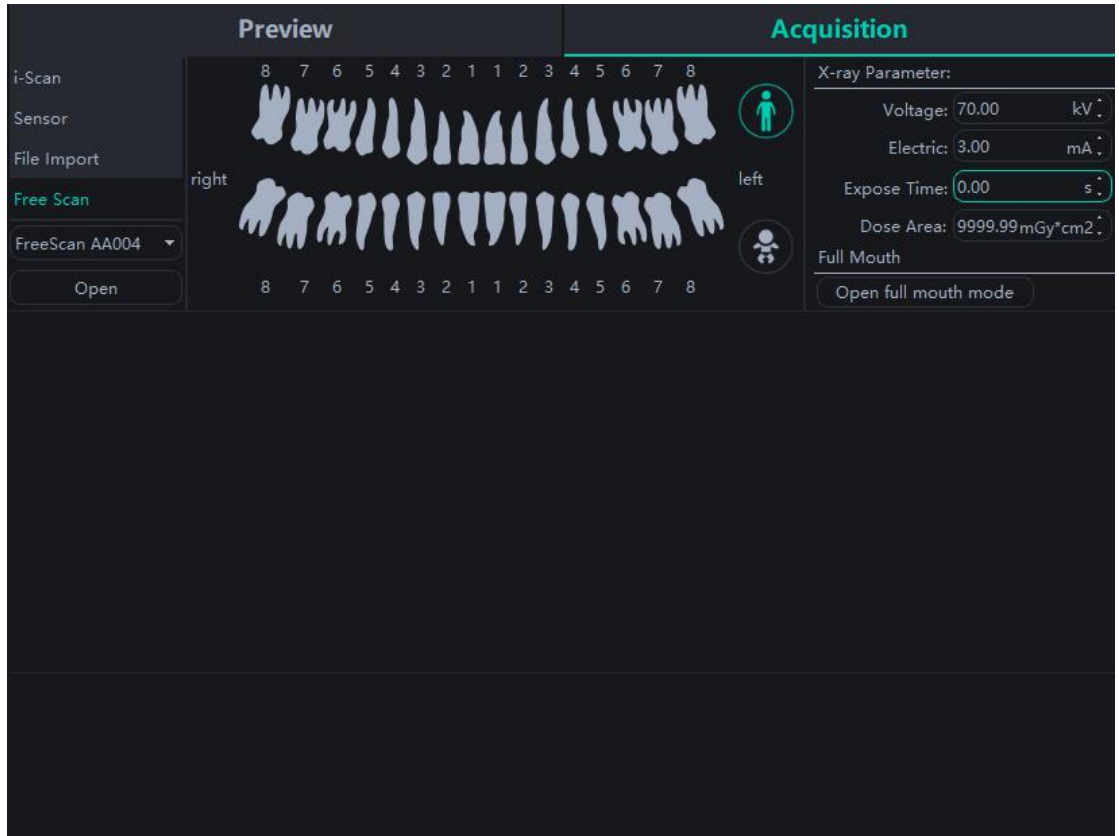 Preview
Acquisition
i-Scan
Sensor
File Import
Free Scan
FreeScan AA004
Open
8 7 6 5 4 3 2 1 1 2 3 4 5 6 7 8
right
left
8 7 6 5 4 3 2 1 1 2 3 4 5 6 7 8
X-ray Parameter:
Voltage: 70.00 kV
Electric: 3.00 mA
Expose Time: 0.00 s
Dose Area: 9999.99mGy*cm2
Full Mouth
Open full mouth mode